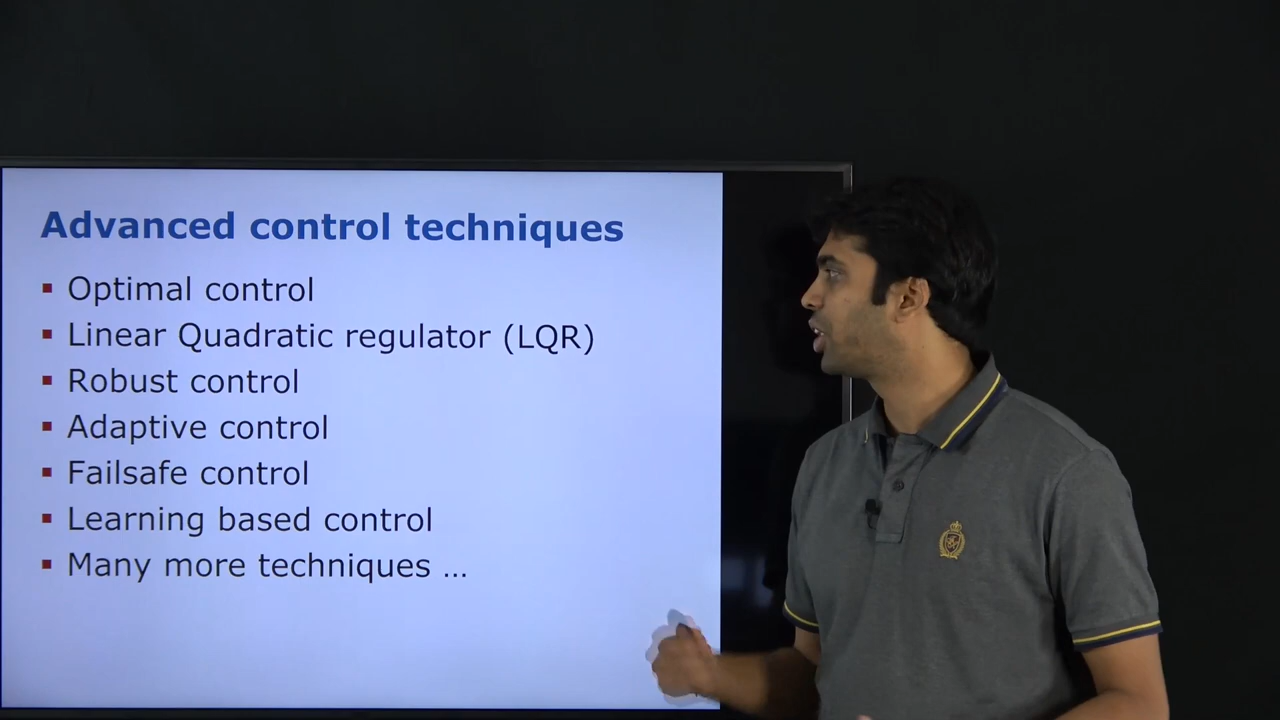 Advanced control techniques
▪ Optimal control
▪ Linear Quadratic regulator (LQR)
▪ Robust control
▪ Adaptive control
▪ Failsafe control
▪ Learning based control
▪ Many more techniques ...